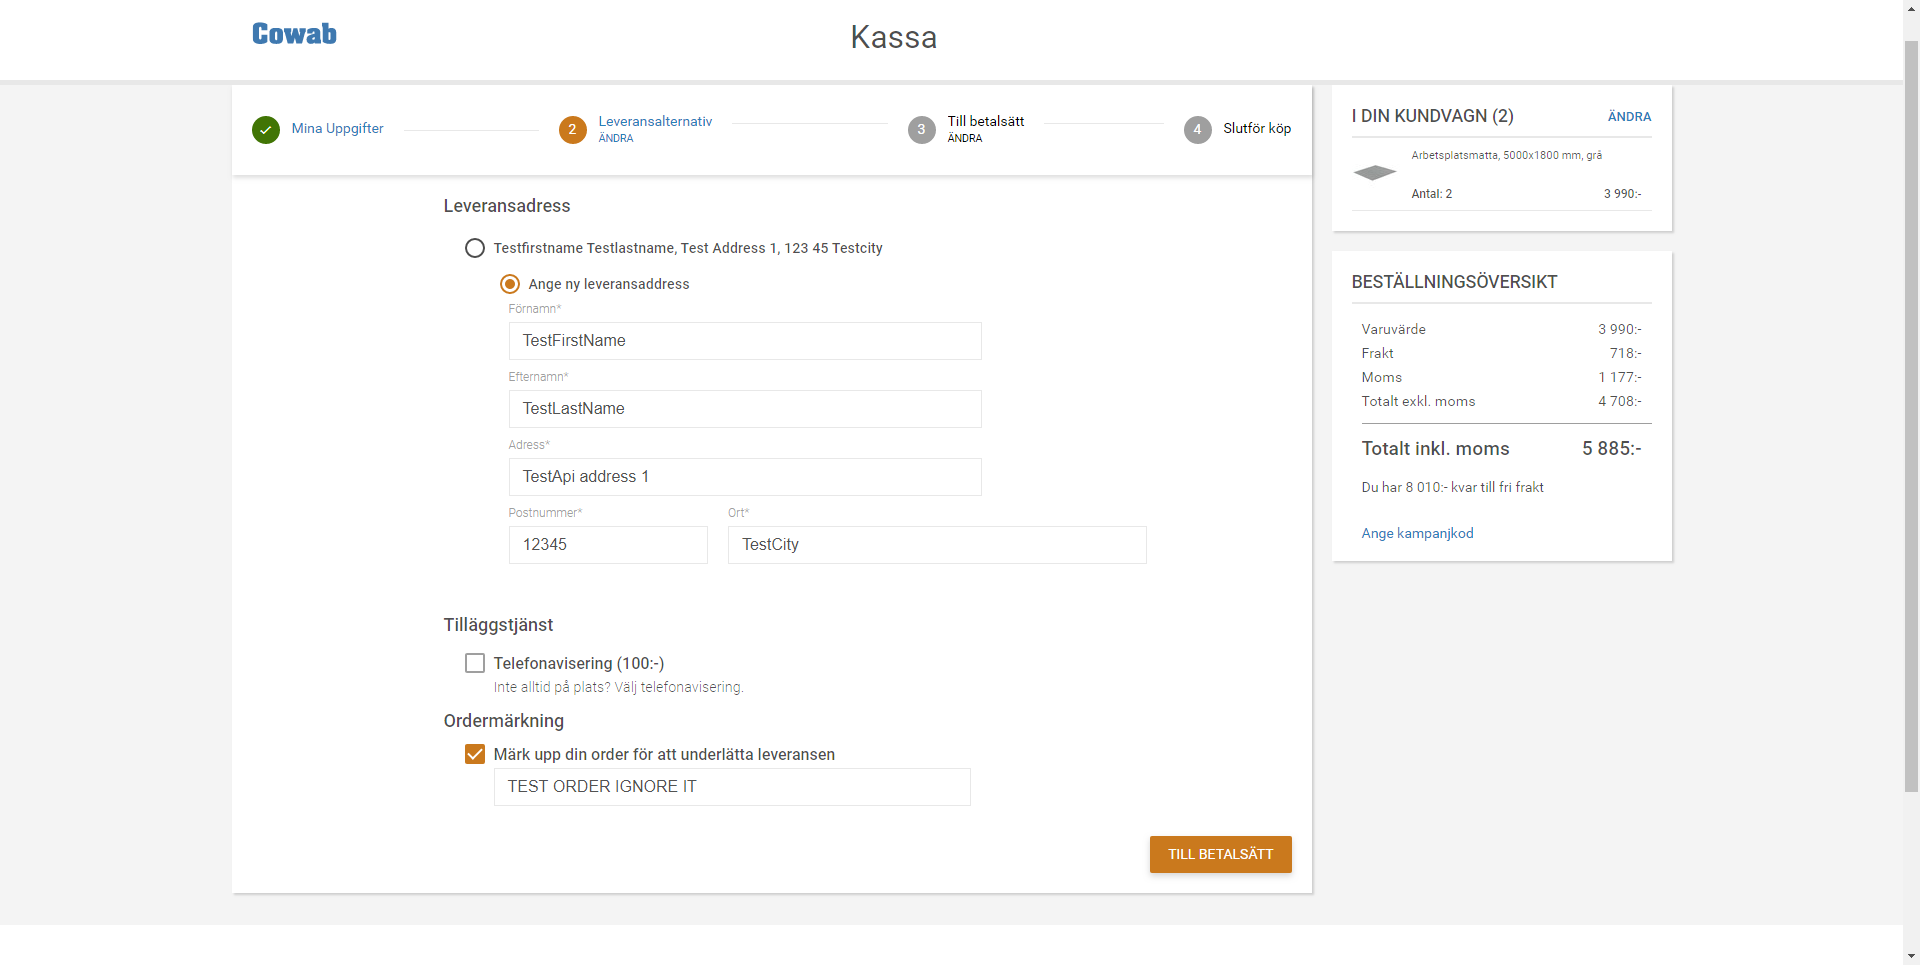 Cowab
Kassa
Mina Uppgifter
2
Leveransalternativ
ÄNDRA
3
Till betalsätt
ÄNDRA
4
Slutför köp
Leveransadress
Testfirstname Testlastname, Test Address 1, 123 45 Testcity
Ange ny leveransaddress
Förnamn*
TestFirstName
Efternamn*
TestLastName
Adress*
TestApi address 1
Postnummer*
Ort*
12345
TestCity
Tilläggstjänst
Telefonavisering (100:-)
Inte alltid på plats? Välj telefonavisering.
Ordermärkning
Märk upp din order för att underlätta leveransen
TEST ORDER IGNORE IT
TILL BETALSÄTT
I DIN KUNDVAGN (2)
ÄNDRA
Arbetsplatsmatta, 5000x1800 mm, grå
Antal: 2
3 990:-
BESTÄLLNINGSÖVERSIKT
Varuvärde 3 990:-
Frakt 718:-
Moms 1 177:-
Totalt exkl. moms 4 708:-
Totalt inkl. moms 5 885:-
Du har 8 010:- kvar till fri frakt
Ange kampanjkod